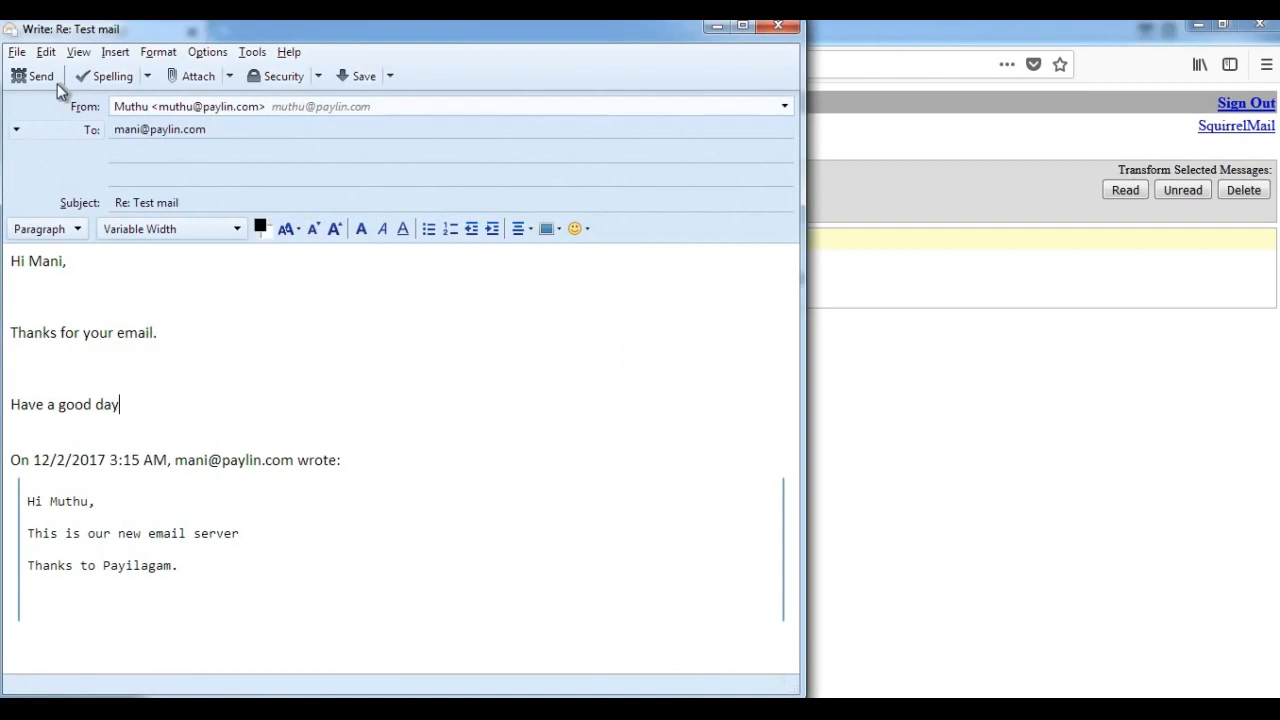 Write: Re: Test mail
File Edit View Insert Format Options Tools Help
Send Spelling Attach Security Save
From: Muthu <muthu@paylin.com> muthu@paylin.com
To: mani@paylin.com
Subject: Re: Test mail
Paragraph Variable Width
Hi Mani,
Thanks for your email.
Have a good day
On 12/2/2017 3:15 AM, mani@paylin.com wrote:
Hi Muthu,
This is our new email server
Thanks to Payilagam.
Sign Out
SquirrelMail
Transform Selected Messages:
Read Unread Delete